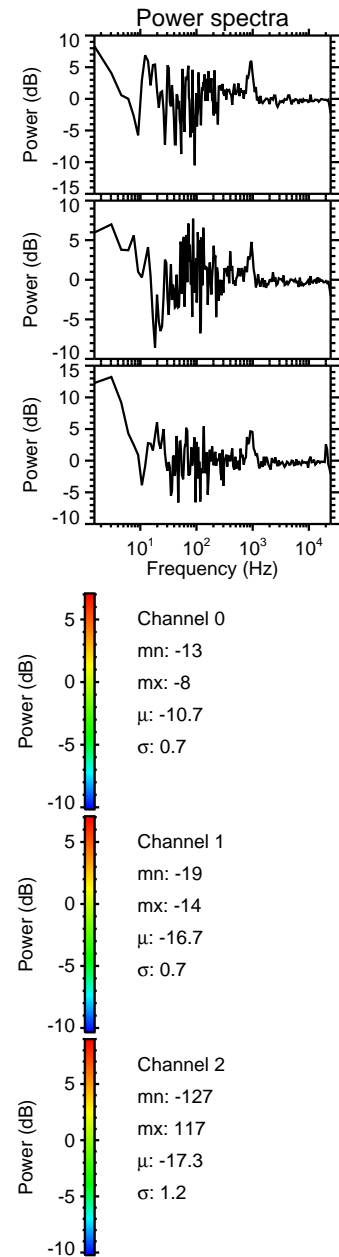 Power spectra
10
5
0
-5
-10
-15
Power (dB)
10
5
0
-5
-10
Power (dB)
15
10
5
0
-5
-10
Power (dB)
10¹ 10² 10³ 10⁴
Frequency (Hz)
5
0
-5
-10
Power (dB)
Channel 0
mn: -13
mx: -8
μ: -10.7
σ: 0.7
5
0
-5
-10
Power (dB)
Channel 1
mn: -19
mx: -14
μ: -16.7
σ: 0.7
5
0
-5
-10
Power (dB)
Channel 2
mn: -127
mx: 117
μ: -17.3
σ: 1.2